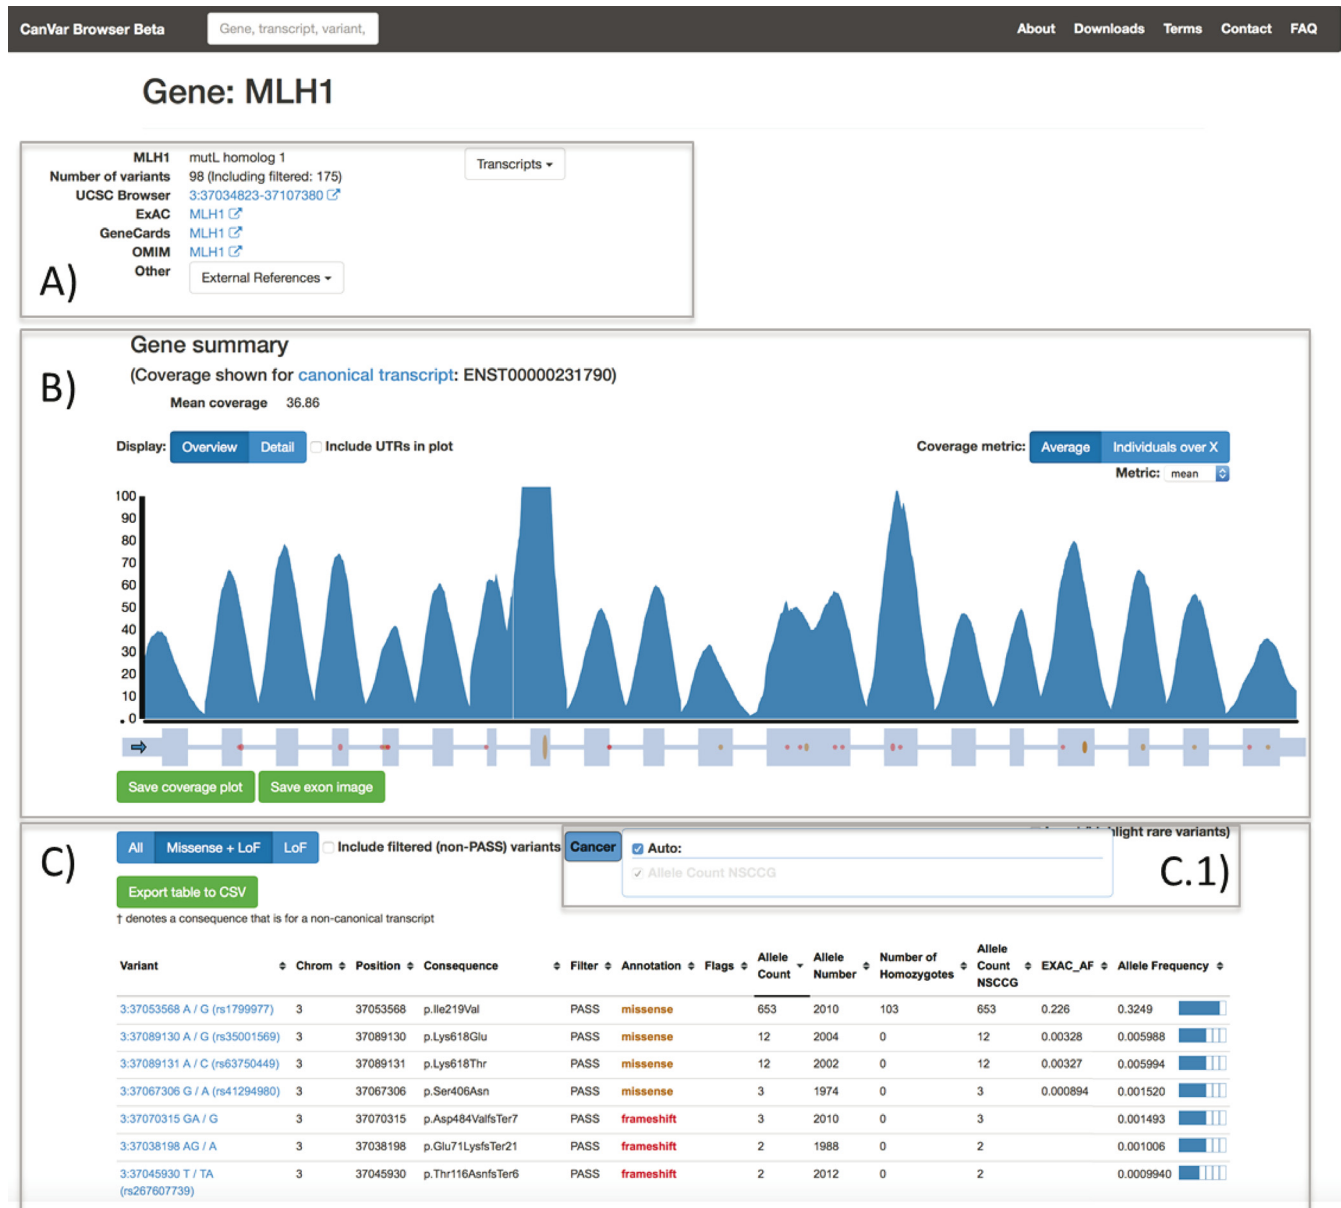 CanVar Browser Beta Gene, transcript, variant, About Downloads Terms Contact FAQ
Gene: MLH1
MLH1 mutL homolog 1 Transcripts
Number of variants 98 (Including filtered: 175)
UCSC Browser 3:37034823-37107380
ExAC MLH1
GeneCards MLH1
OMIM MLH1
Other External References
A)
Gene summary
B)
(Coverage shown for canonical transcript: ENST00000231790)
Mean coverage 36.86
Display: Overview Detail Include UTRs in plot Coverage metric: Average Individuals over X
Metric: mean
100
90
80
70
60
50
40
30
20
10
0
Save coverage plot Save exon image
C)
All Missense + LoF LoF Include filtered (non-PASS) variants Cancer Auto: light rare variants)
Allele Count NSCCG
C.1)
Export table to CSV
† denotes a consequence that is for a non-canonical transcript
Variant Chrom Position Consequence Filter Annotation Flags Allele Count Allele Number Number of Homozygotes Allele Count NSCCG EXAC_AF Allele Frequency
3:37053568 A / G (rs1799977) 3 37053568 p.Ile219Val PASS missense 653 2010 103 653 0.226 0.3249
3:37089130 A / G (rs35001569) 3 37089130 p.Lys618Glu PASS missense 12 2004 0 12 0.00328 0.005988
3:37089131 A / C (rs63750449) 3 37089131 p.Lys618Thr PASS missense 12 2002 0 12 0.00327 0.005994
3:37067306 G / A (rs41294980) 3 37067306 p.Ser406Asn PASS missense 3 1974 0 3 0.000894 0.001520
3:37070315 GA / G 3 37070315 p.Asp484ValfsTer7 PASS frameshift 3 2010 0 3 0.001493
3:37038198 AG / A 3 37038198 p.Glu71LysfsTer21 PASS frameshift 2 1988 0 2 0.001006
3:37045930 T / TA 3 37045930 p.Thr116AsnfsTer6 PASS frameshift 2 2012 0 2 0.0009940
(rs267607739)